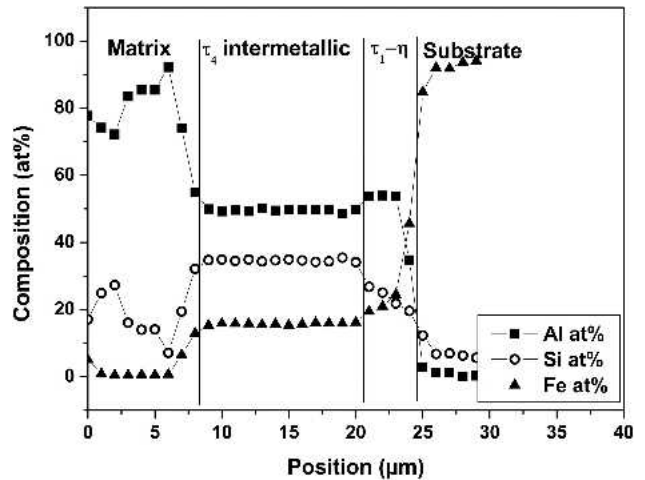 Matrix τ4 intermetallic τ1−η Substrate
100
80
60
40
20
0
Composition (at%)
Al at%
Si at%
Fe at%
0 5 10 15 20 25 30 35 40
Position (μm)